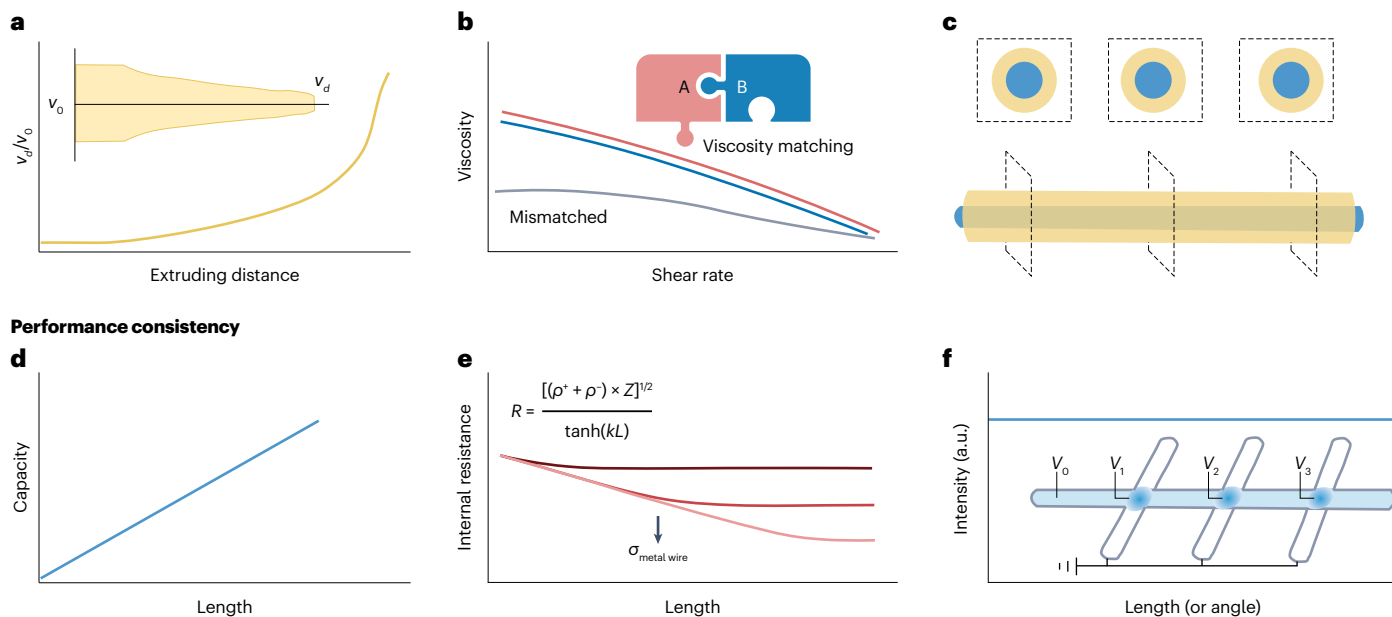 a
v_d
v_0
v_d/v_0
Extruding distance
b
A
B
Viscosity matching
Mismatched
Viscosity
Shear rate
c
Performance consistency
d
Capacity
Length
e
R = [(ρ⁺ + ρ⁻) × Z]^1/2
tanh(kL)
σ_metal wire
Internal resistance
Length
f
V_0
V_1
V_2
V_3
Intensity (a.u.)
Length (or angle)